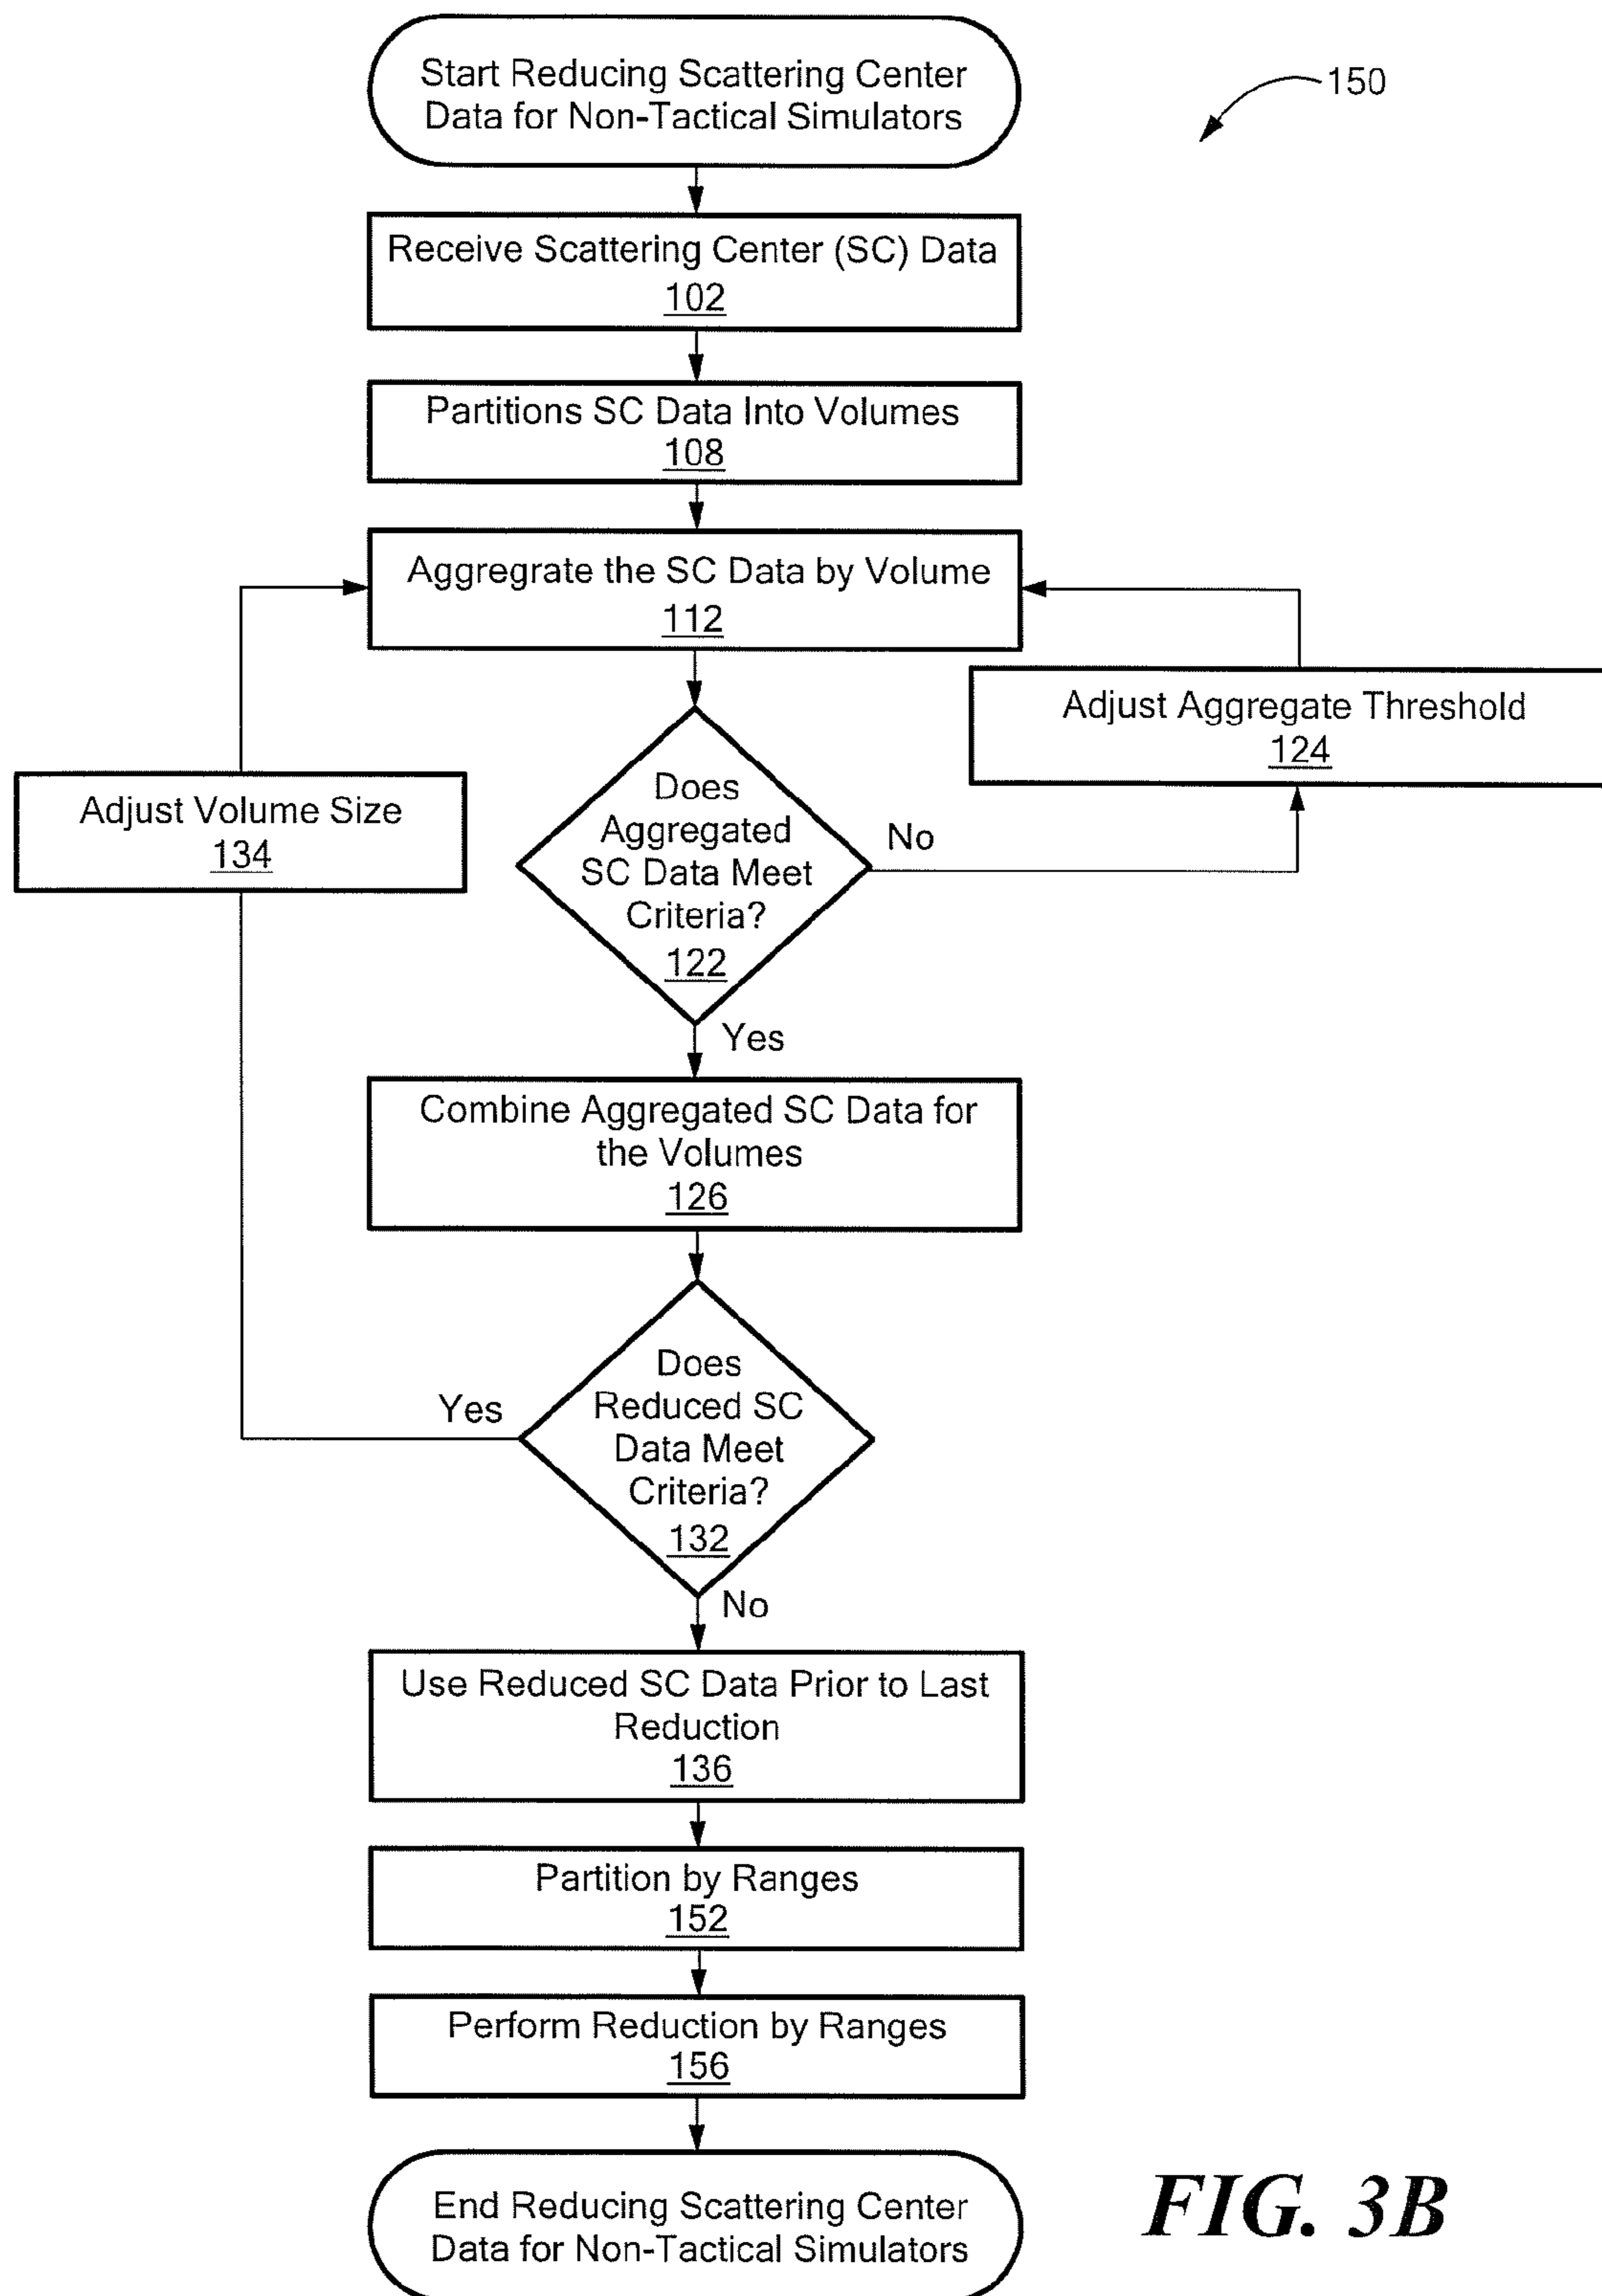 Start Reducing Scattering Center
Data for Non-Tactical Simulators
150
Receive Scattering Center (SC) Data
102
Partitions SC Data Into Volumes
108
Aggregrate the SC Data by Volume
112
Adjust Aggregate Threshold
124
Adjust Volume Size
134
Does
Aggregated
SC Data Meet
Criteria?
122
No
Yes
Combine Aggregated SC Data for
the Volumes
126
Does
Reduced SC
Data Meet
Criteria?
132
Yes
No
Use Reduced SC Data Prior to Last
Reduction
136
Partition by Ranges
152
Perform Reduction by Ranges
156
End Reducing Scattering Center
Data for Non-Tactical Simulators
FIG. 3B